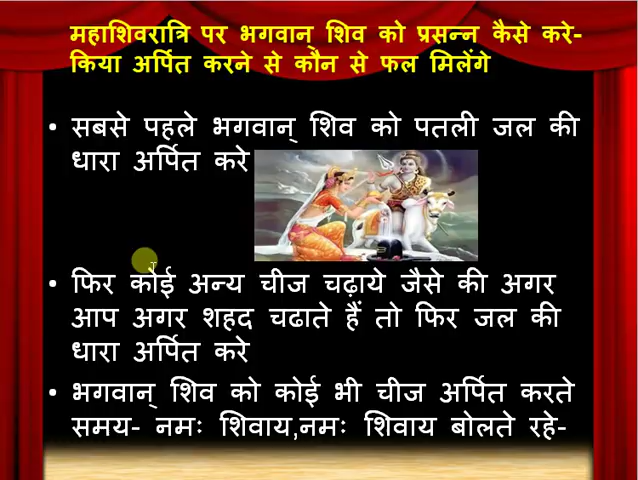 महाशिवरात्रि पर भगवान् शिव को प्रसन्न कैसे करे-
किया अर्पित करने से कौन से फल मिलेंगे
• सबसे पहले भगवान् शिव को पतली जल की
धारा अर्पित करे
• फिर कोई अन्य चीज चढ़ाये जैसे की अगर
आप अगर शहद चढाते हैं तो फिर जल की
धारा अर्पित करे
• भगवान् शिव को कोई भी चीज अर्पित करते
समय- नमः शिवाय,नमः शिवाय बोलते रहे-